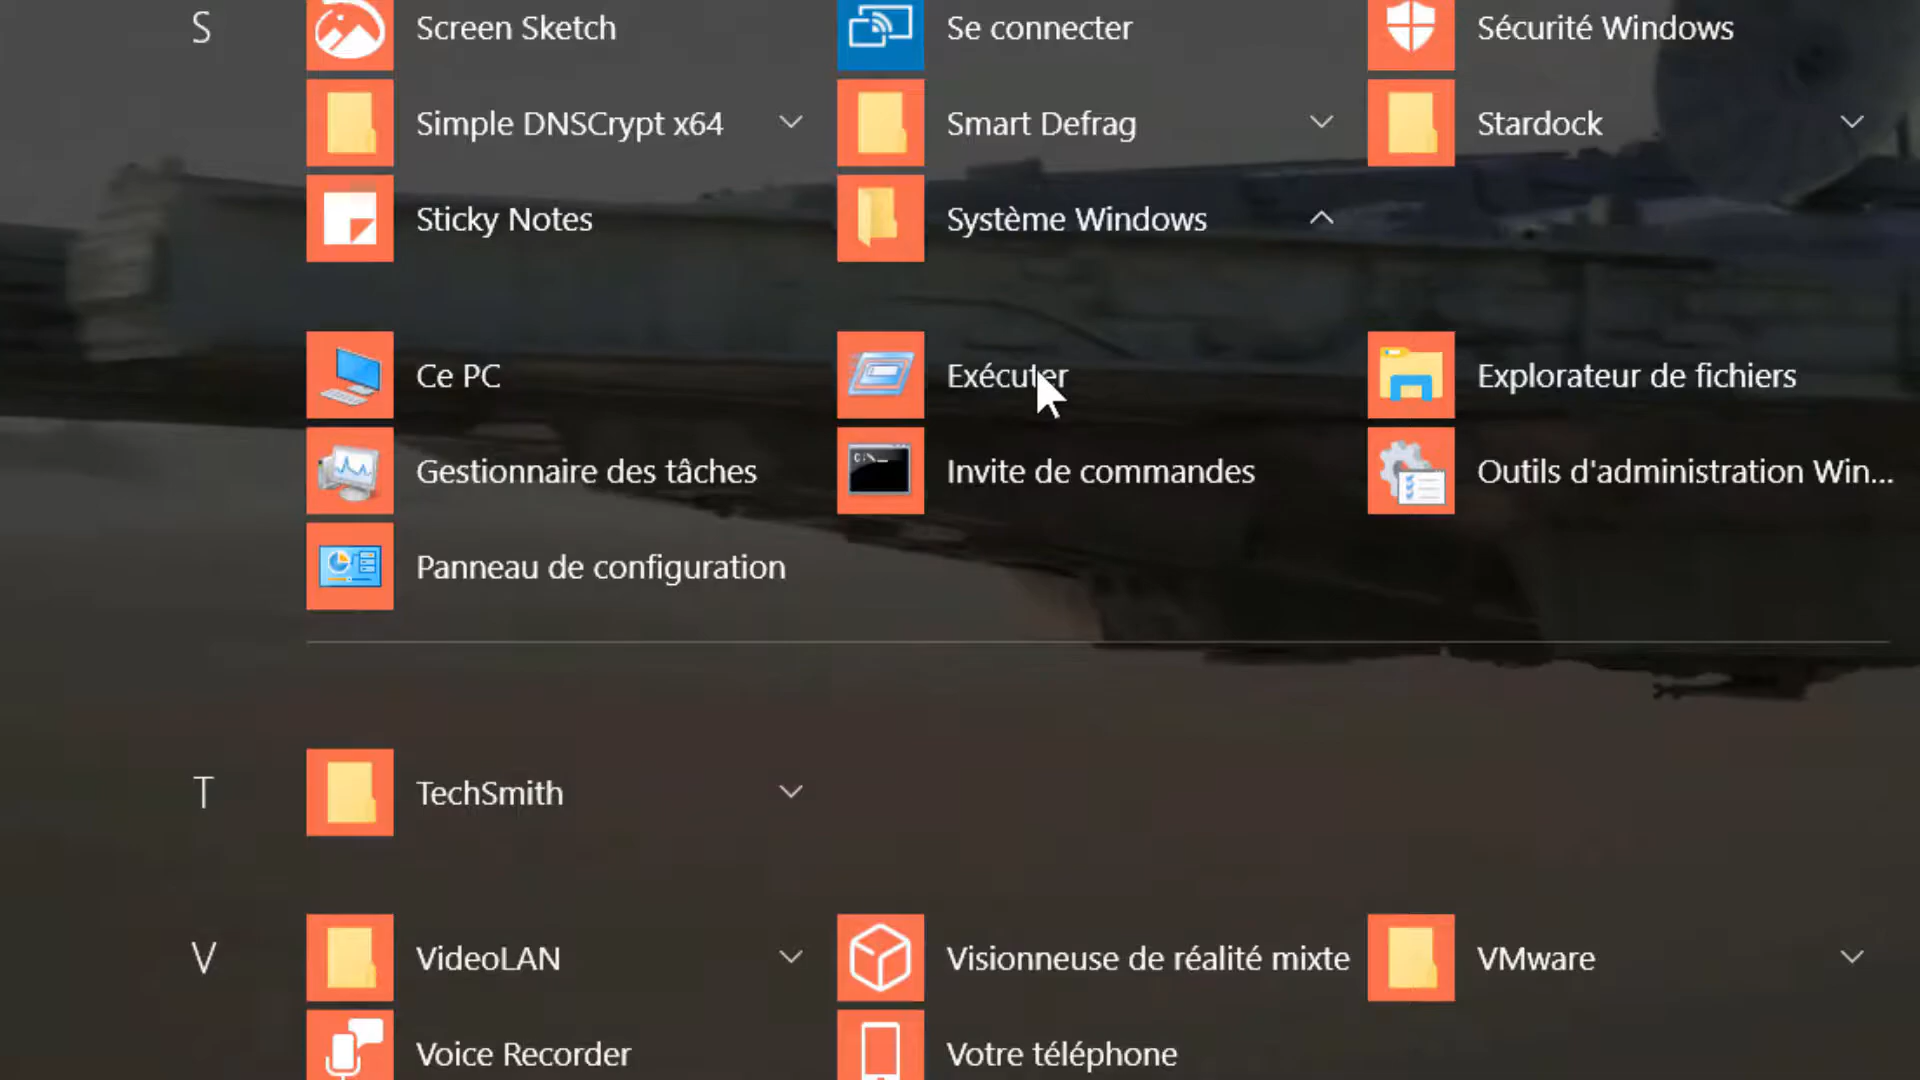 S
Screen Sketch
Se connecter
Sécurité Windows
Simple DNSCrypt x64
Smart Defrag
Stardock
Sticky Notes
Système Windows
Ce PC
Exécuter
Explorateur de fichiers
Gestionnaire des tâches
C:\_
Invite de commandes
Outils d'administration Win...
Panneau de configuration
T
TechSmith
V
VideoLAN
Visionneuse de réalité mixte
VMware
Voice Recorder
Votre téléphone